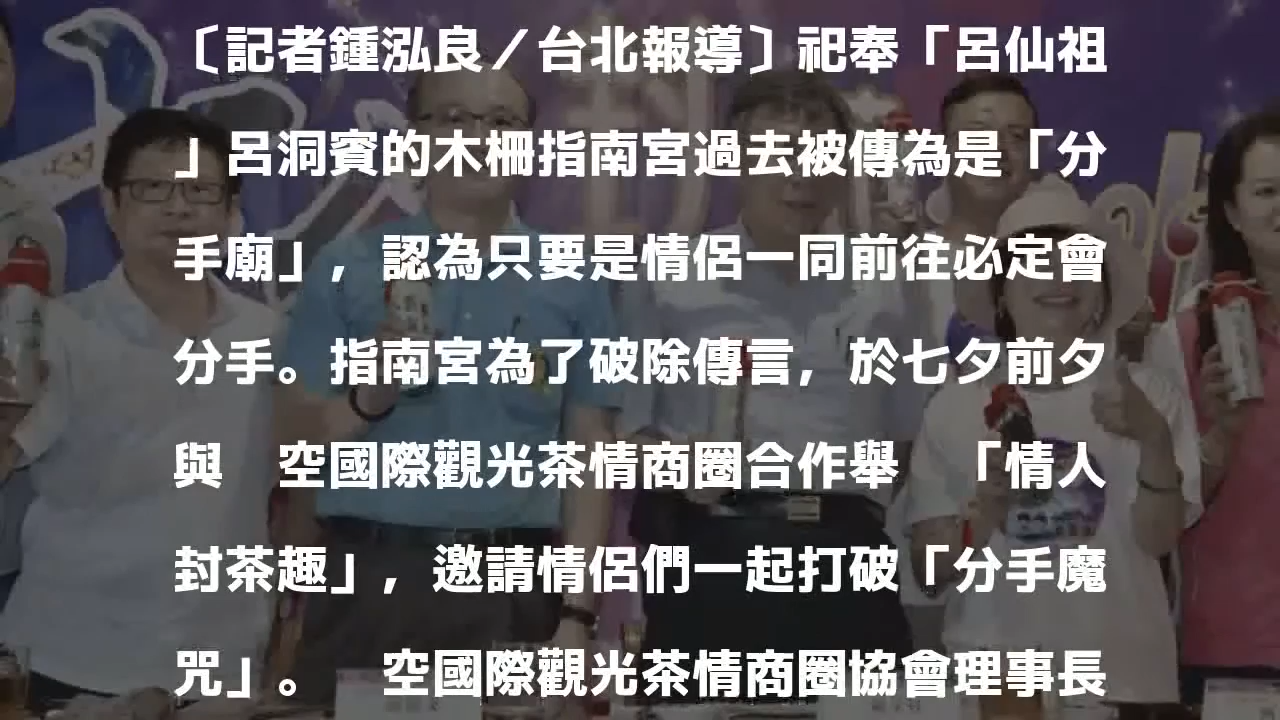 〔記者鍾泓良／台北報導〕祀奉「呂仙祖
」呂洞賓的木柵指南宮過去被傳為是「分
手廟」，認為只要是情侶一同前往必定會
分手。指南宮為了破除傳言，於七夕前夕
與　空國際觀光茶情商圈合作舉　「情人
封茶趣」，邀請情侶們一起打破「分手魔
咒」。　空國際觀光茶情商圈協會理事長